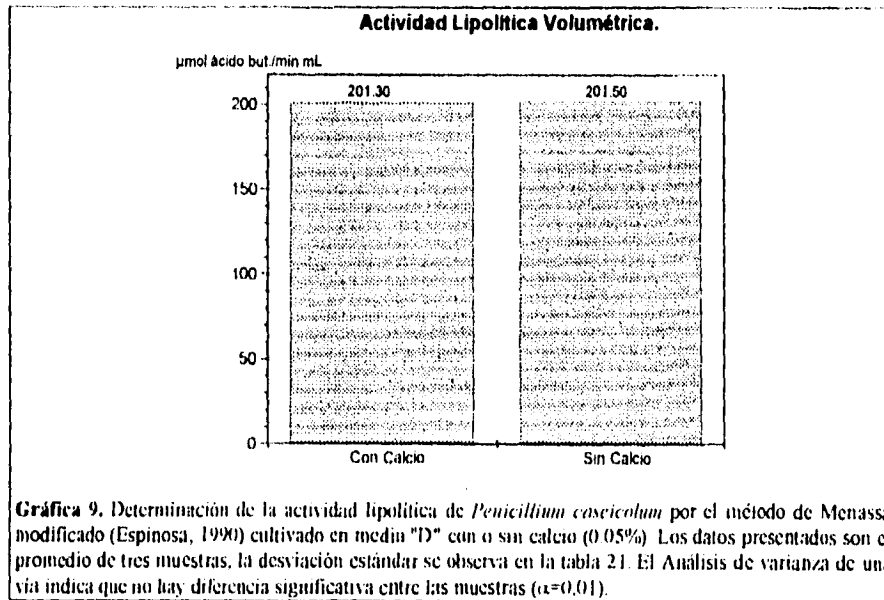 Actividad Lipolítica Volumétrica.
µmol ácido but./min mL
201.30
201.50
200
150
100
50
0
Con Calcio
Sin Calcio
Gráfica 9. Determinación de la actividad lipolítica de Penicillium caseicolum por el método de Menassa
modificado (Espinosa, 1990) cultivado en medio "D" con o sin calcio (0.05%) Los datos presentados son e
promedio de tres muestras, la desviación estándar se observa en la tabla 21. El Análisis de varianza de una
vía indica que no hay diferencia significativa entre las muestras (α=0,01).